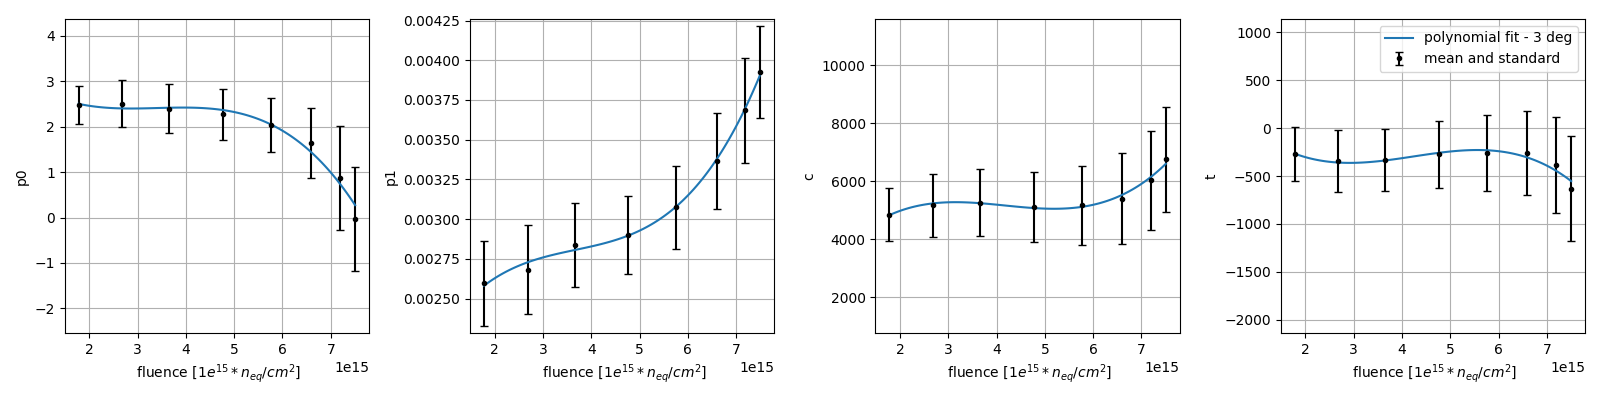 p0
4
3
2
1
0
−1
−2
2 3 4 5 6 7
1e15
fluence [$1e^{15} * n_{eq}/cm^2$]
p1
0.00425
0.00400
0.00375
0.00350
0.00325
0.00300
0.00275
0.00250
2 3 4 5 6 7
1e15
fluence [$1e^{15} * n_{eq}/cm^2$]
c
10000
8000
6000
4000
2000
2 3 4 5 6 7
1e15
fluence [$1e^{15} * n_{eq}/cm^2$]
t
1000
500
0
−500
−1000
−1500
−2000
polynomial fit - 3 deg
mean and standard
2 3 4 5 6 7
1e15
fluence [$1e^{15} * n_{eq}/cm^2$]